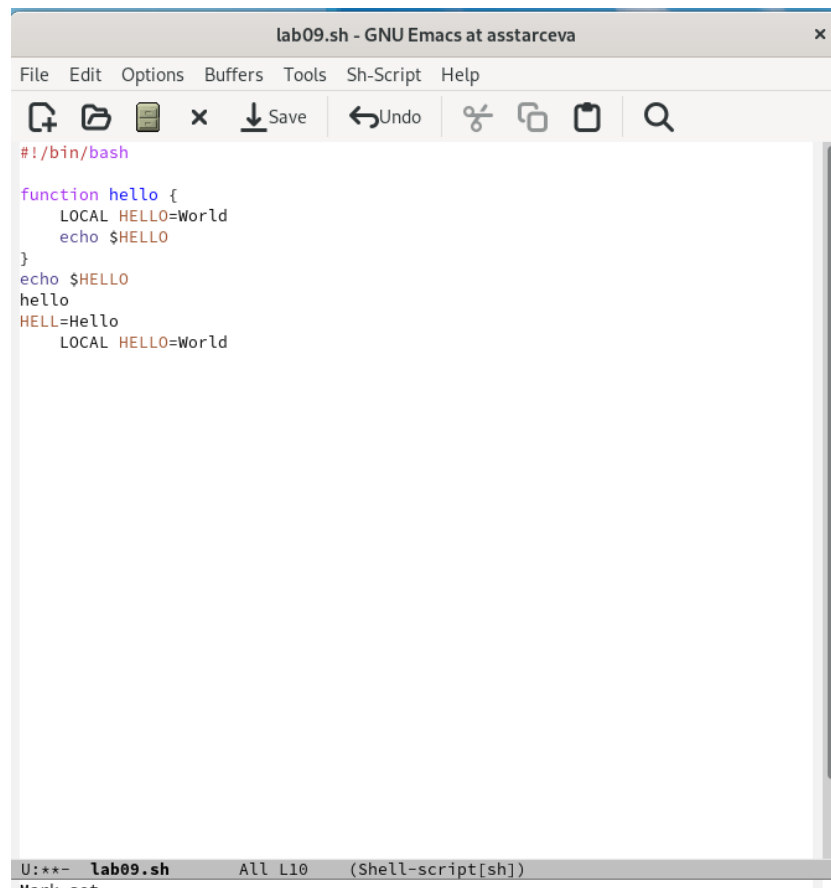 lab09.sh - GNU Emacs at asstarceva
File Edit Options Buffers Tools Sh-Script Help
Save Undo
#!/bin/bash
function hello {
    LOCAL HELLO=World
    echo $HELLO
}
echo $HELLO
hello
HELL=Hello
    LOCAL HELLO=World
U:**- lab09.sh All L10 (Shell-script[sh])
Mark set